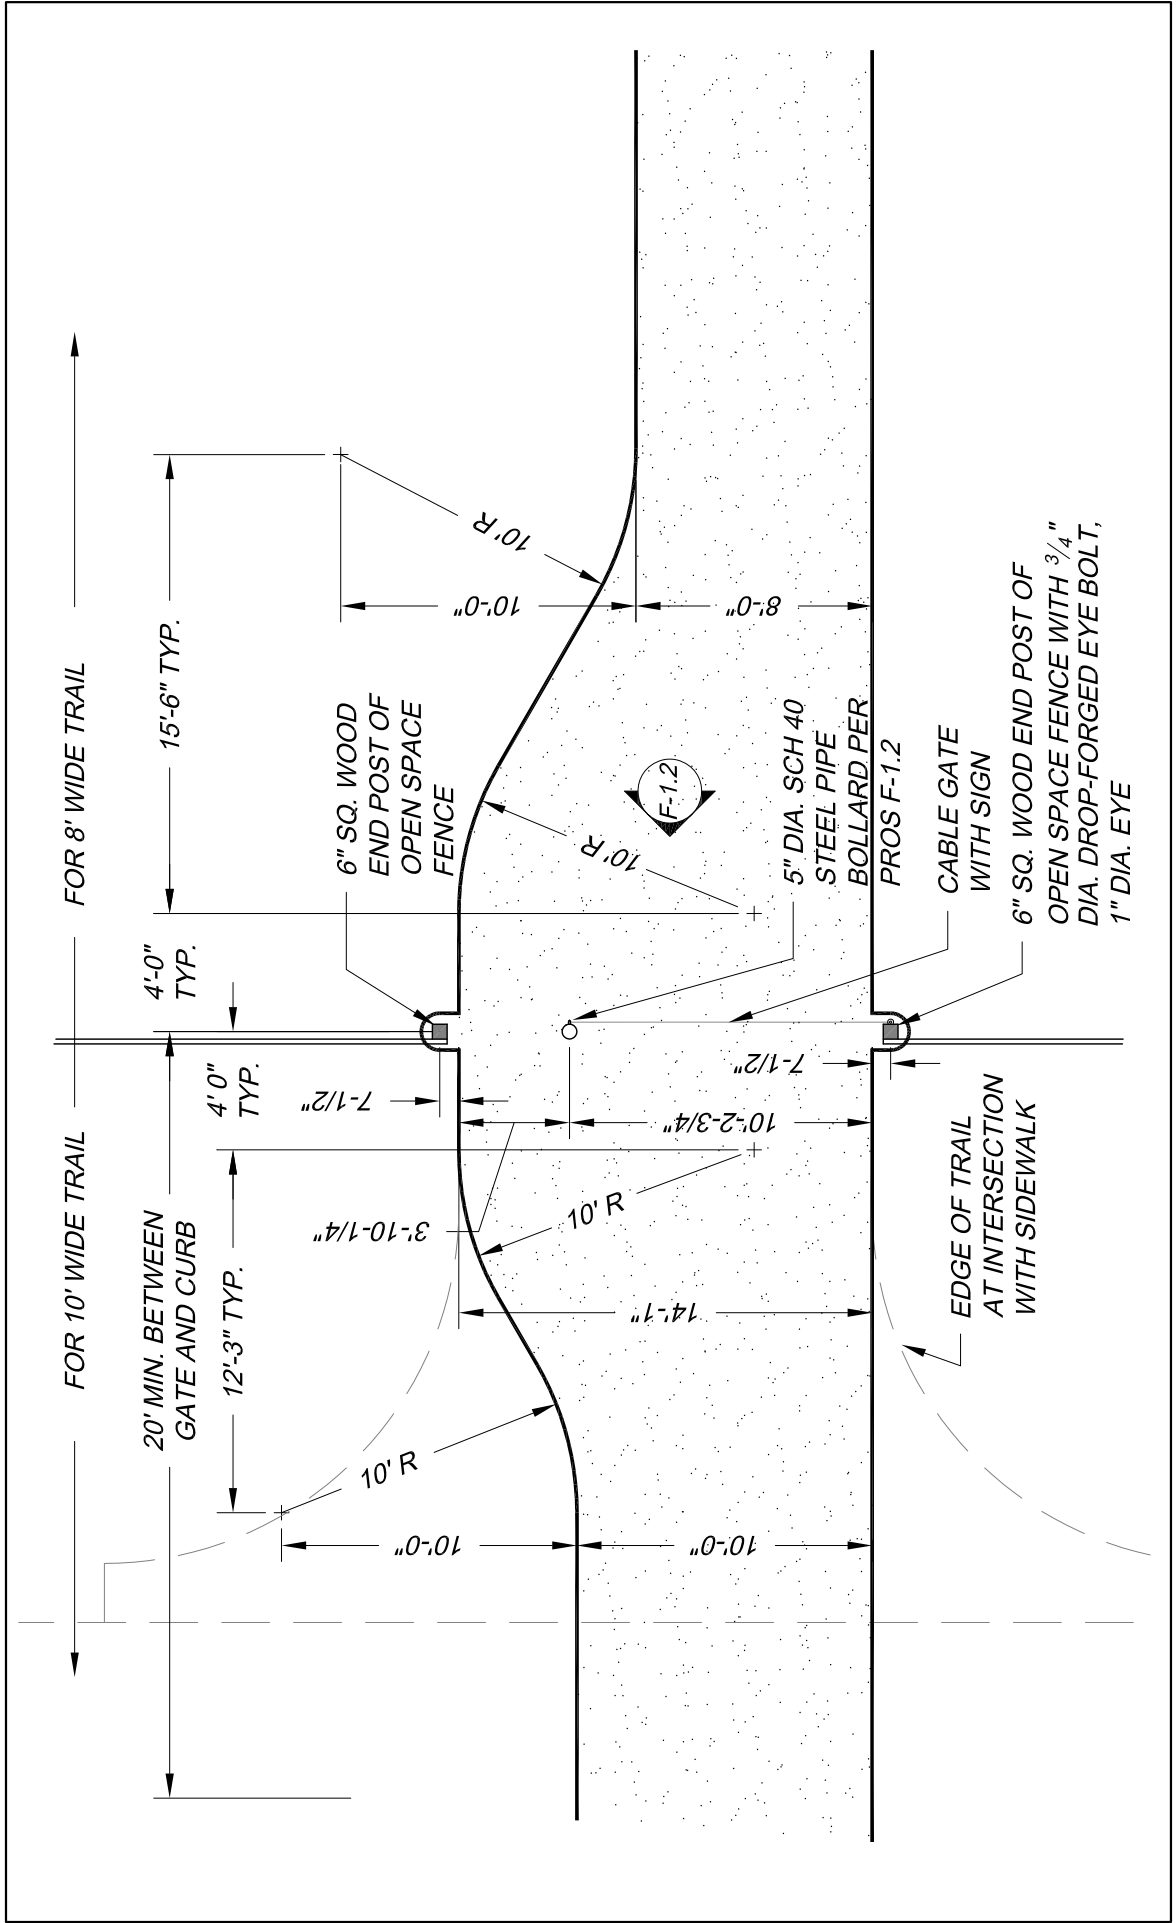 FOR 10' WIDE TRAIL
FOR 8' WIDE TRAIL
20' MIN. BETWEEN
GATE AND CURB
4'-0"
TYP.
15'-6" TYP.
12'-3" TYP.
4' 0"
TYP.
6" SQ. WOOD
END POST OF
OPEN SPACE
FENCE
7-1/2"
3'-10-1/4"
10'-0"
10' R
10' R
10'-0"
14'-1"
10'-2-3/4"
10' R
10' R
10'-0"
8'-0"
F-1.2
7-1/2"
5" DIA. SCH 40
STEEL PIPE
BOLLARD PER
PROS F-1.2
CABLE GATE
WITH SIGN
EDGE OF TRAIL
AT INTERSECTION
WITH SIDEWALK
6" SQ. WOOD END POST OF
OPEN SPACE FENCE WITH 3/4"
DIA. DROP-FORGED EYE BOLT,
1" DIA. EYE